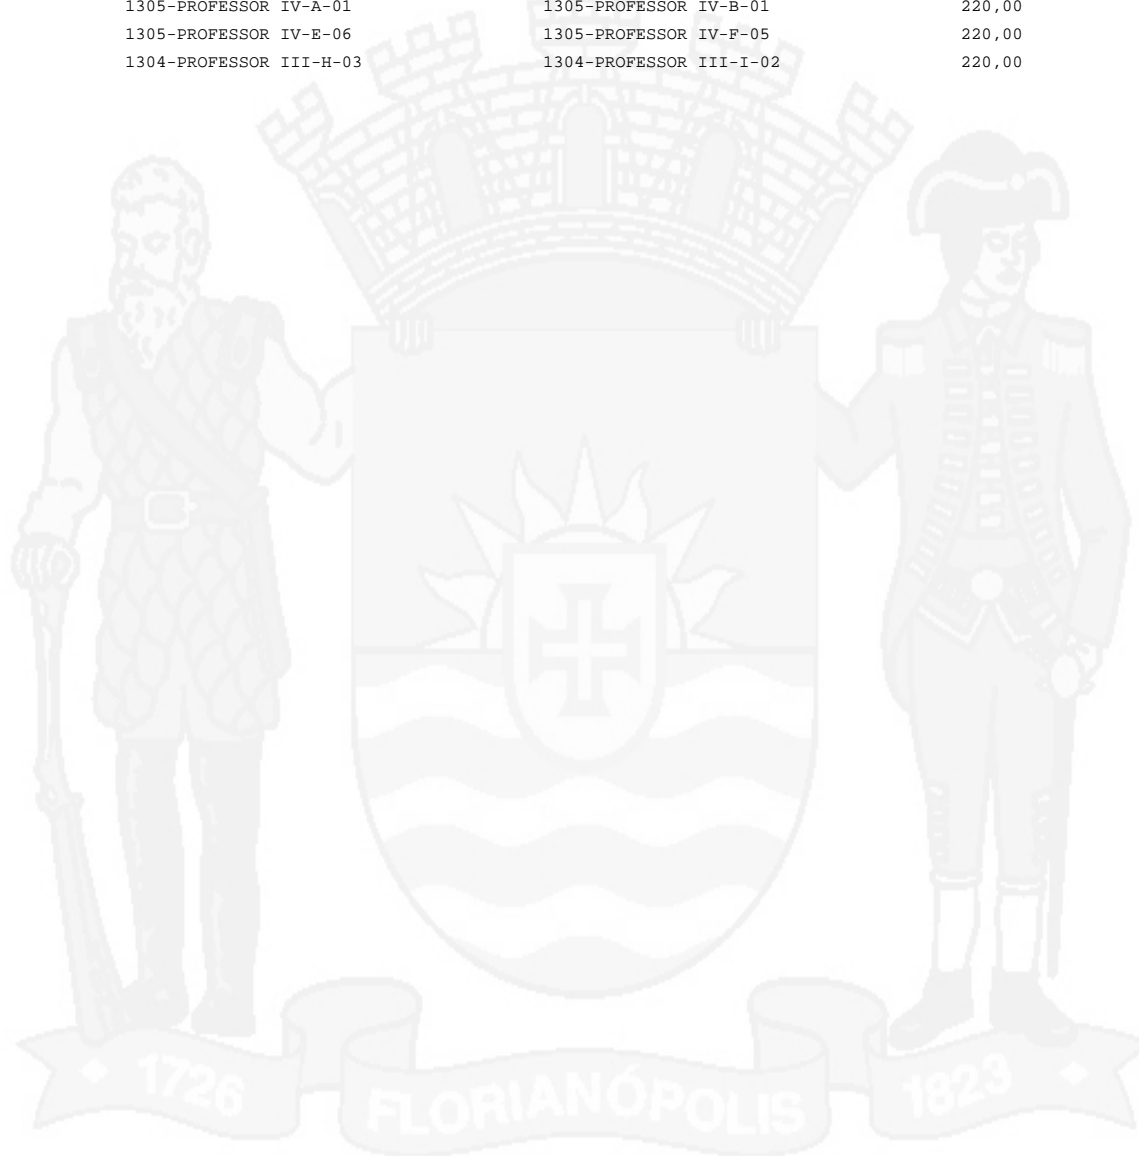 1305-PROFESSOR IV-A-01 1305-PROFESSOR IV-B-01 220,00
1305-PROFESSOR IV-E-06 1305-PROFESSOR IV-F-05 220,00
1304-PROFESSOR III-H-03 1304-PROFESSOR III-I-02 220,00
1726 FLORIANÓPOLIS 1823